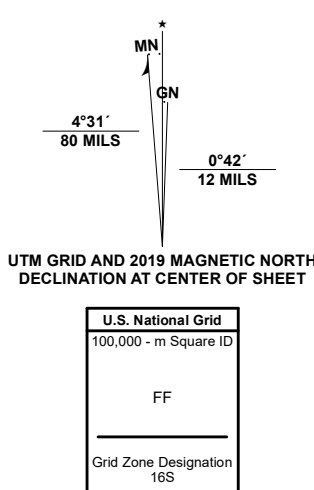 ★
MN
GN
4°31´
80 MILS
0°42´
12 MILS
UTM GRID AND 2019 MAGNETIC NORTH
DECLINATION AT CENTER OF SHEET
U.S. National Grid
100,000 - m Square ID
FF
Grid Zone Designation
16S